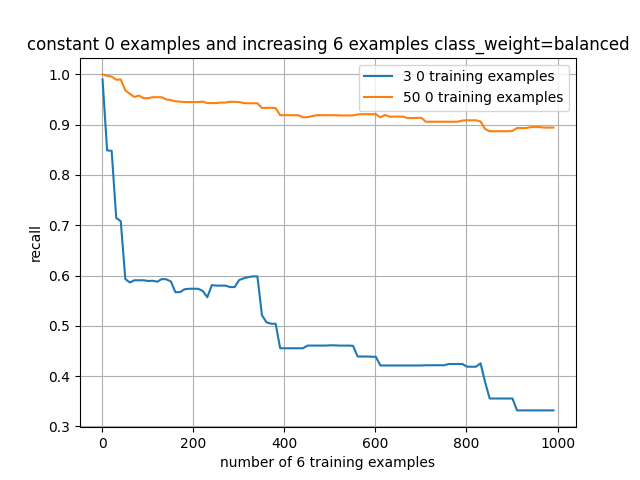 constant 0 examples and increasing 6 examples class_weight=balanced
3 0 training examples
50 0 training examples
1.0
0.9
0.8
0.7
0.6
0.5
0.4
0.3
recall
0 200 400 600 800 1000
number of 6 training examples